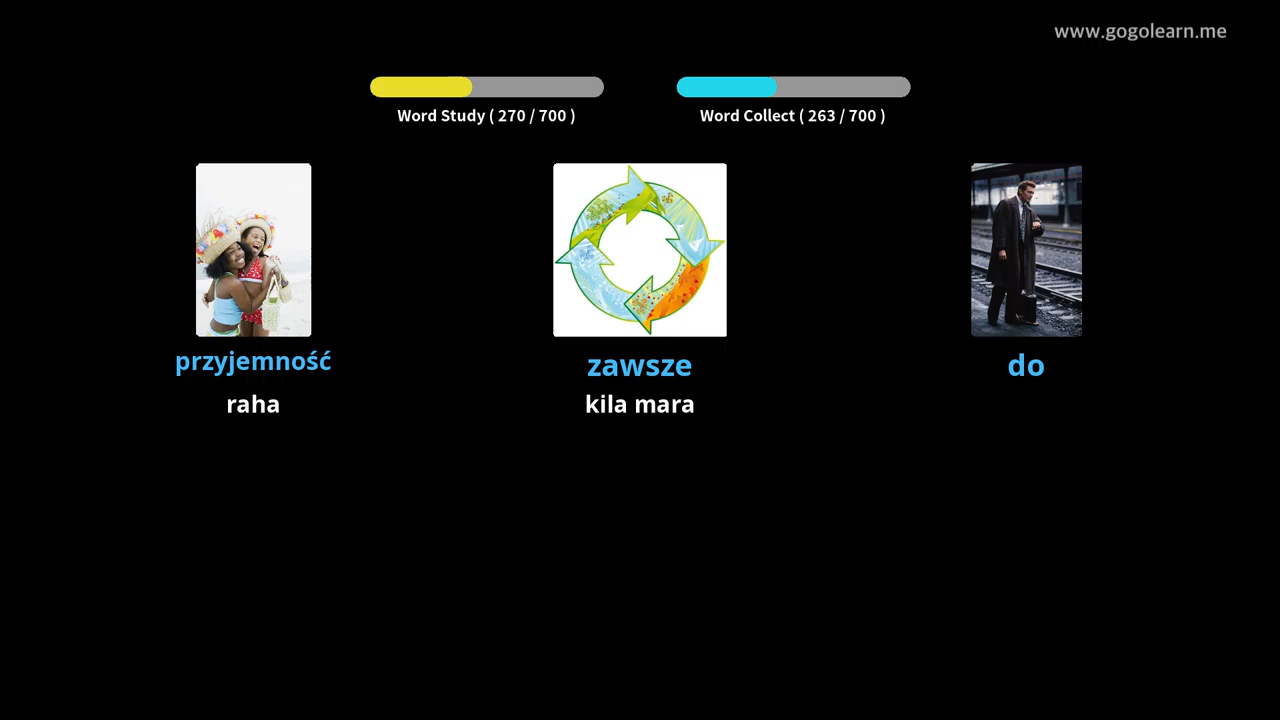 www.gogolearn.me
Word Study ( 270 / 700 )
Word Collect ( 263 / 700 )
przyjemność
zawsze
do
raha
kila mara